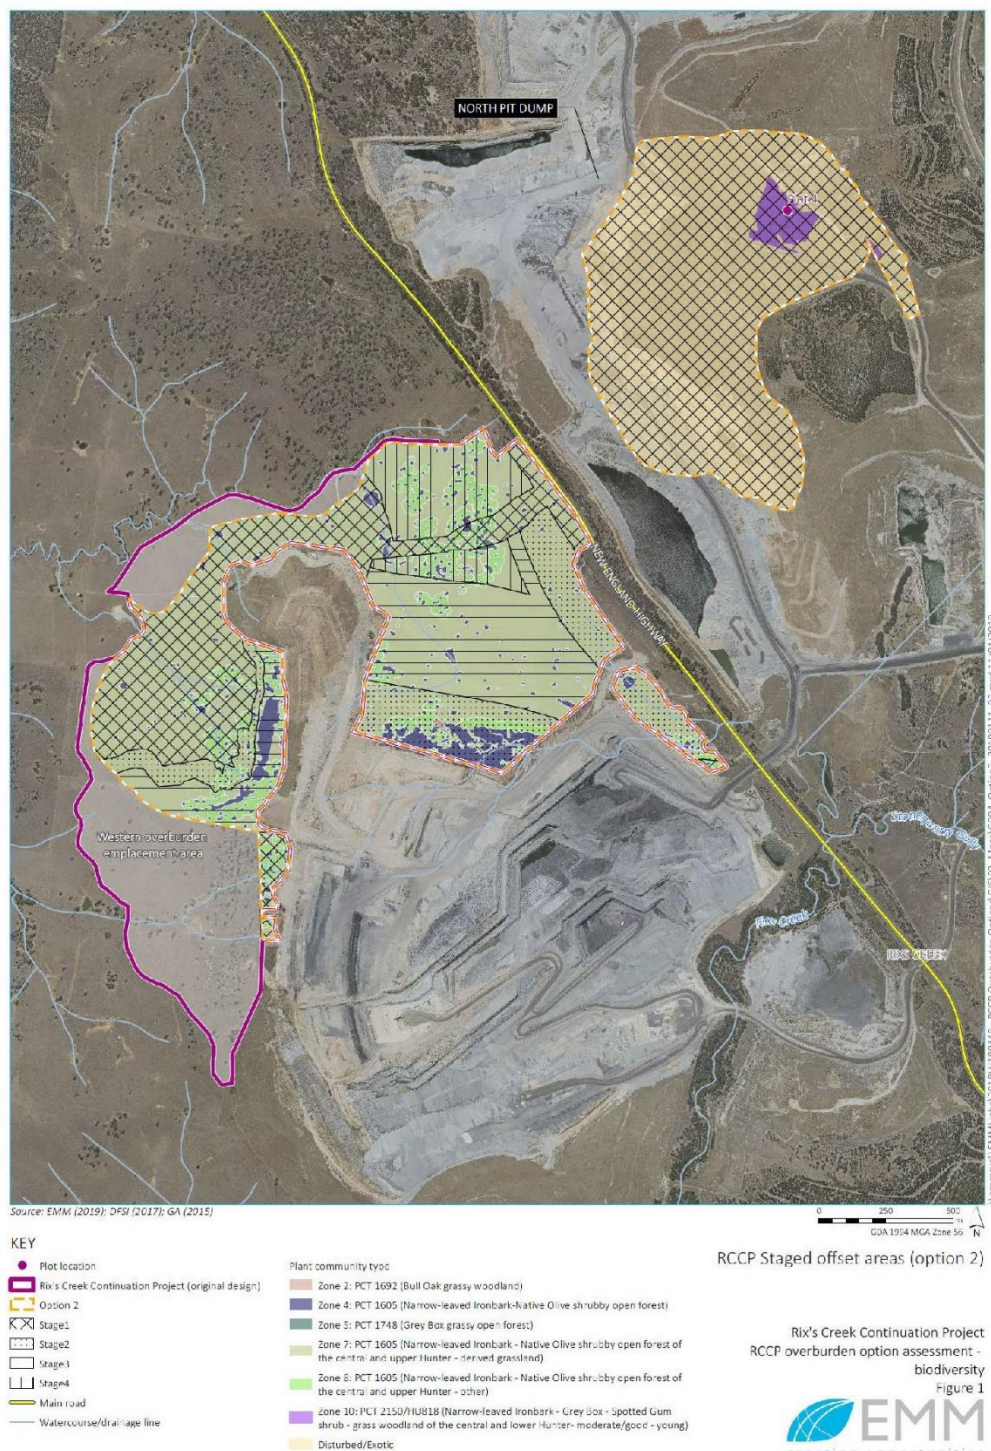 NORTH PIT DUMP
NEW ENGLAND HIGHWAY
Western overburden
emplacement area
Rixs Creek
RIXS CREEK
Source: EMM (2019); DFSI (2017); GA (2015)
0 250 500
m
GDA 1994 MGA Zone 56 N
KEY
Plot location
Rix's Creek Continuation Project (original design)
Option 2
Stage1
Stage2
Stage3
Stage4
Main road
Watercourse/drainage line
Plant community type
Zone 2: PCT 1692 (Bull Oak grassy woodland)
Zone 4: PCT 1605 (Narrow-leaved Ironbark-Native Olive shrubby open forest)
Zone 5: PCT 1748 (Grey Box grassy open forest)
Zone 7: PCT 1605 (Narrow-leaved Ironbark - Native Olive shrubby open forest of
the central and upper Hunter - derived grassland)
Zone 6: PCT 1605 (Narrow-leaved Ironbark - Native Olive shrubby open forest of
the central and upper Hunter - other)
Zone 10: PCT 2150/HU818 (Narrow-leaved Ironbark - Grey Box - Spotted Gum
shrub - grass woodland of the central and lower Hunter- moderate/good - young)
Disturbed/Exotic
RCCP Staged offset areas (option 2)
Rix's Creek Continuation Project
RCCP overburden option assessment -
biodiversity
Figure 1
EMM